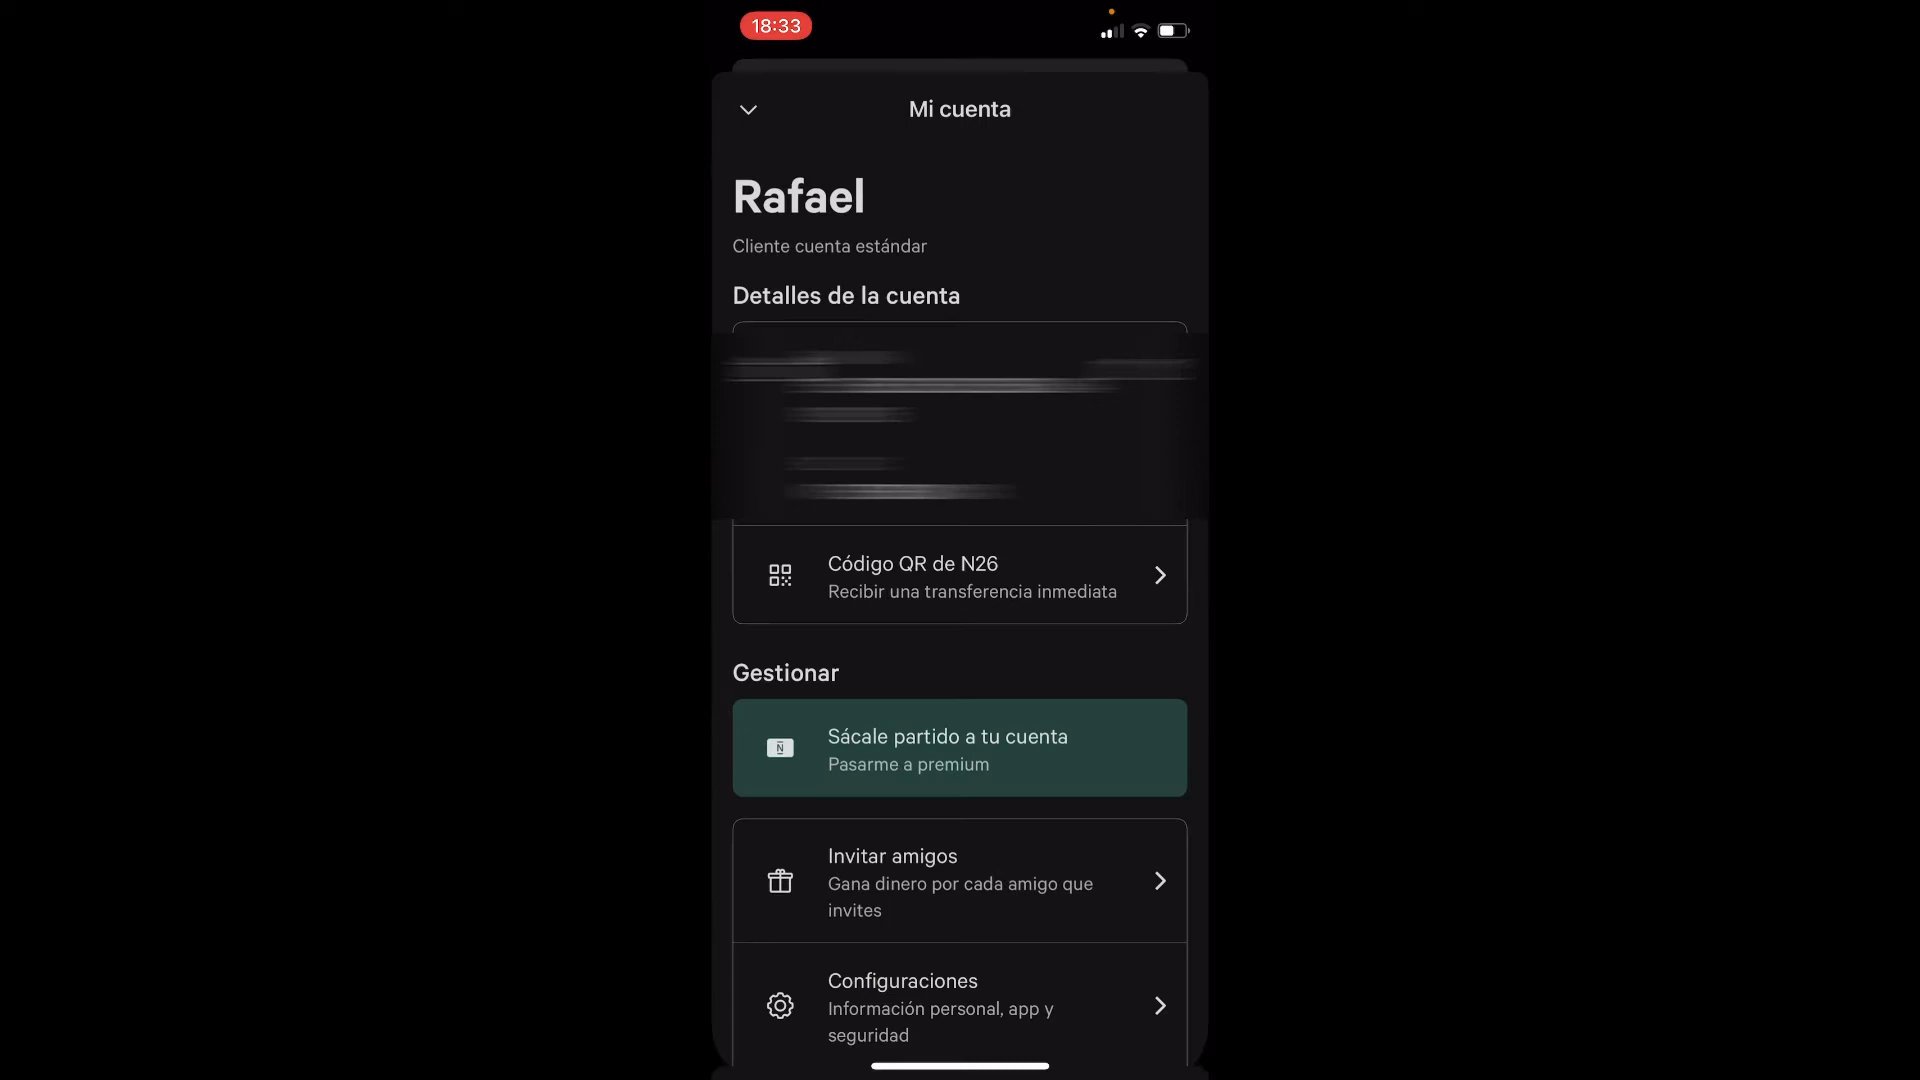 18:33
Mi cuenta
Rafael
Cliente cuenta estándar
Detalles de la cuenta
Código QR de N26
Recibir una transferencia inmediata
Gestionar
N
Sácale partido a tu cuenta
Pasarme a premium
Invitar amigos
Gana dinero por cada amigo que
invites
Configuraciones
Información personal, app y
seguridad